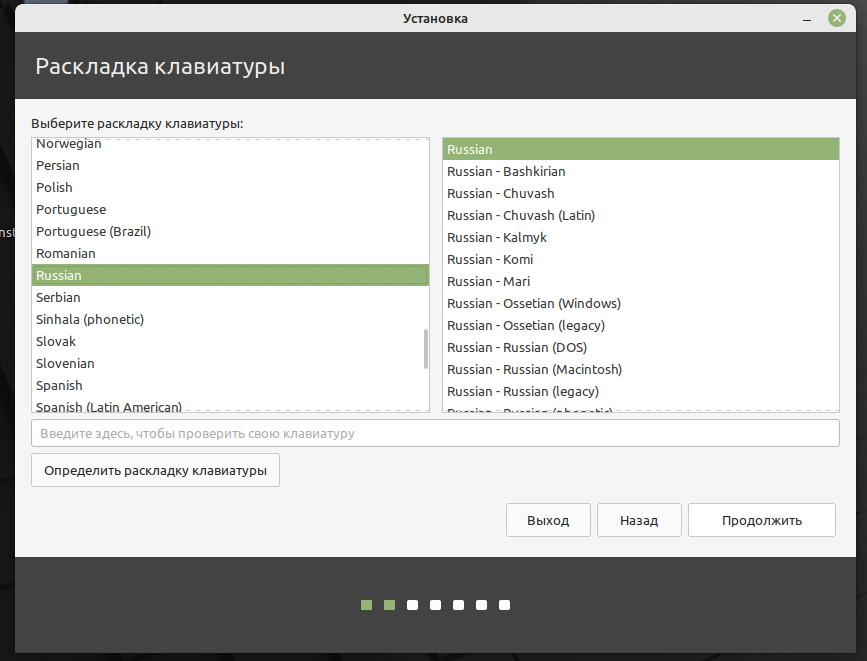 Установка
Раскладка клавиатуры
Выберите раскладку клавиатуры:
Norwegian
Persian
Polish
Portuguese
Portuguese (Brazil)
Romanian
Russian
Serbian
Sinhala (phonetic)
Slovak
Slovenian
Spanish
Spanish (Latin American)
Russian
Russian - Bashkirian
Russian - Chuvash
Russian - Chuvash (Latin)
Russian - Kalmyk
Russian - Komi
Russian - Mari
Russian - Ossetian (Windows)
Russian - Ossetian (legacy)
Russian - Russian (DOS)
Russian - Russian (Macintosh)
Russian - Russian (legacy)
Russian - Russian (phonetic)
Введите здесь, чтобы проверить свою клавиатуру
Определить раскладку клавиатуры
Выход
Назад
Продолжить